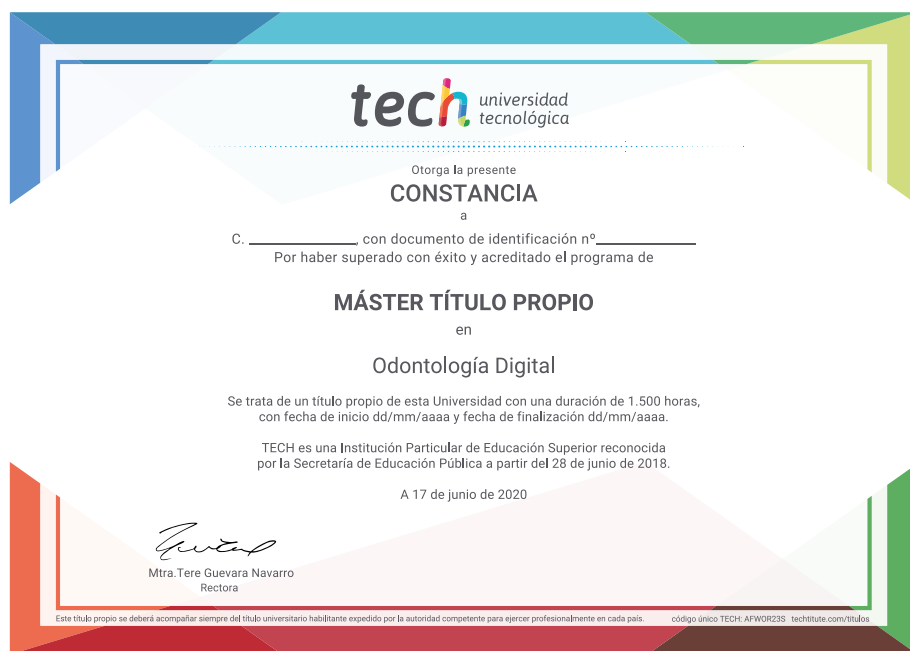 tech universidad
tecnológica
Otorga la presente
CONSTANCIA
a
C. ____________, con documento de identificación nº____________
Por haber superado con éxito y acreditado el programa de
MÁSTER TÍTULO PROPIO
en
Odontología Digital
Se trata de un título propio de esta Universidad con una duración de 1.500 horas,
con fecha de inicio dd/mm/aaaa y fecha de finalización dd/mm/aaaa.
TECH es una Institución Particular de Educación Superior reconocida
por la Secretaría de Educación Pública a partir del 28 de junio de 2018.
A 17 de junio de 2020
Mtra.Tere Guevara Navarro
Rectora
Este título propio se deberá acompañar siempre del título universitario habilitante expedido por la autoridad competente para ejercer profesionalmente en cada país. código único TECH: AFWOR23S techtitute.com/titulos